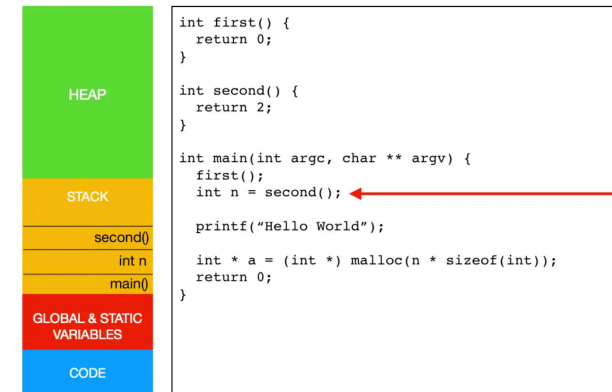 HEAP
STACK
second()
int n
main()
GLOBAL & STATIC
VARIABLES
CODE
int first() {
  return 0;
}
int second() {
  return 2;
}
int main(int argc, char ** argv) {
  first();
  int n = second();
  printf(“Hello World”);
  int * a = (int *) malloc(n * sizeof(int));
  return 0;
}